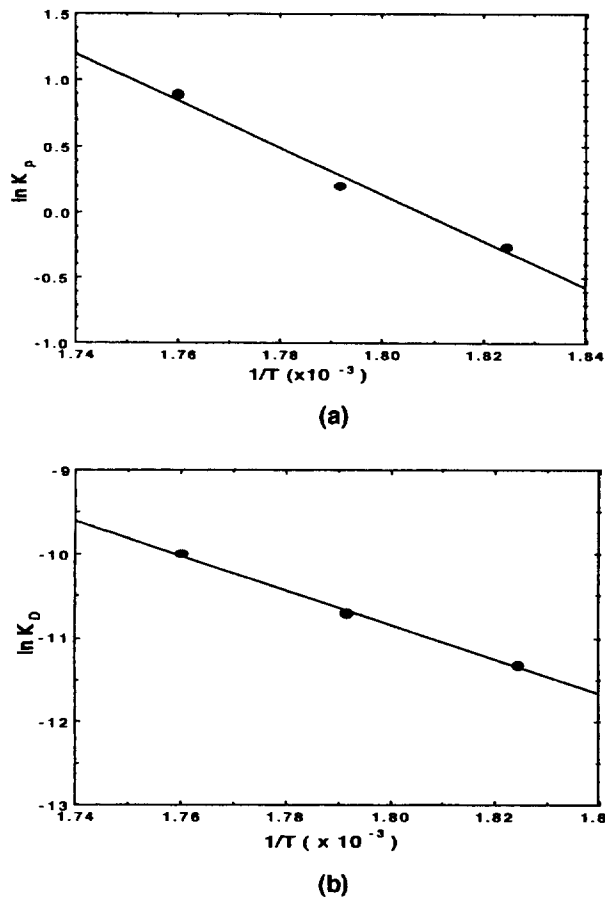 1.5
1.0
0.5
0.0
-0.5
-1.0
ln K p
1.74 1.76 1.78 1.80 1.82 1.84
1/T (x10 -3 )
(a)
-9
-10
-11
-12
-13
ln K D
1.74 1.76 1.78 1.80 1.82 1.8
1/T ( x 10 -3 )
(b)